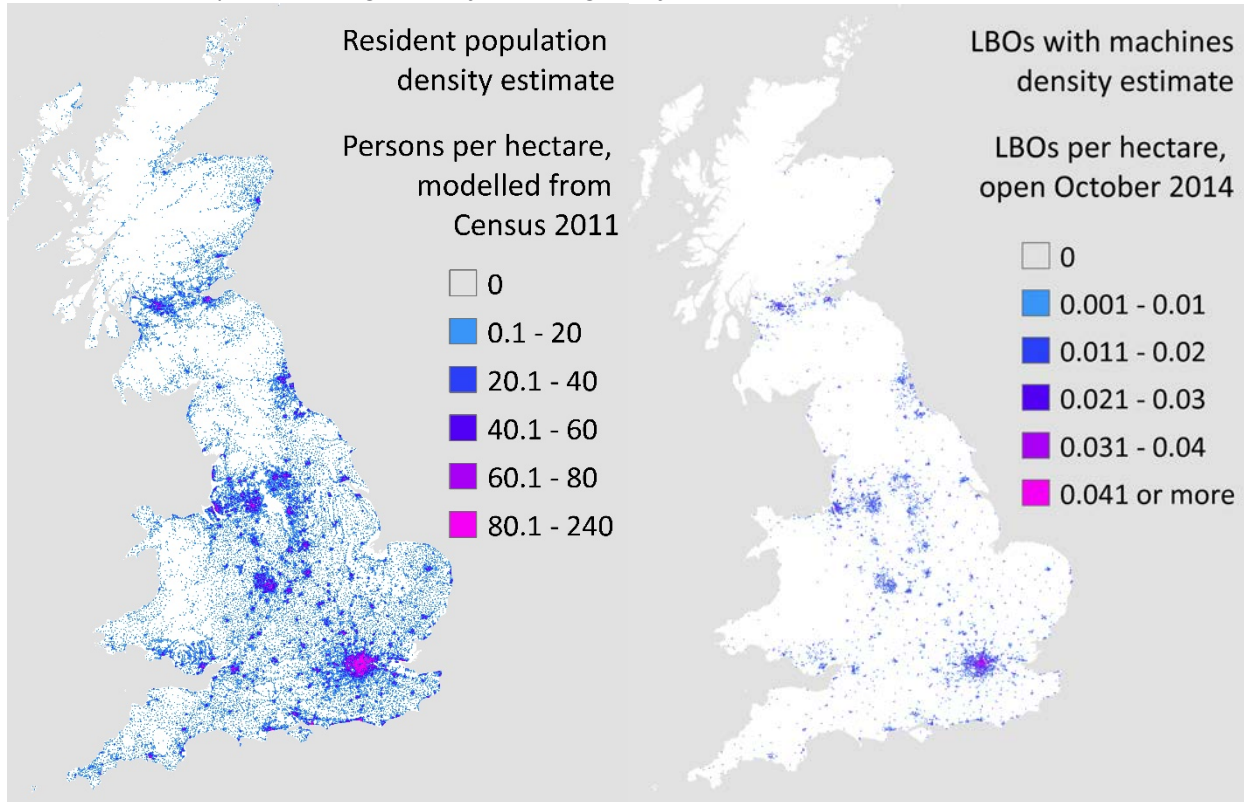 Resident population
density estimate
Persons per hectare,
modelled from
Census 2011
0
0.1 - 20
20.1 - 40
40.1 - 60
60.1 - 80
80.1 - 240
LBOs with machines
density estimate
LBOs per hectare,
open October 2014
0
0.001 - 0.01
0.011 - 0.02
0.021 - 0.03
0.031 - 0.04
0.041 or more